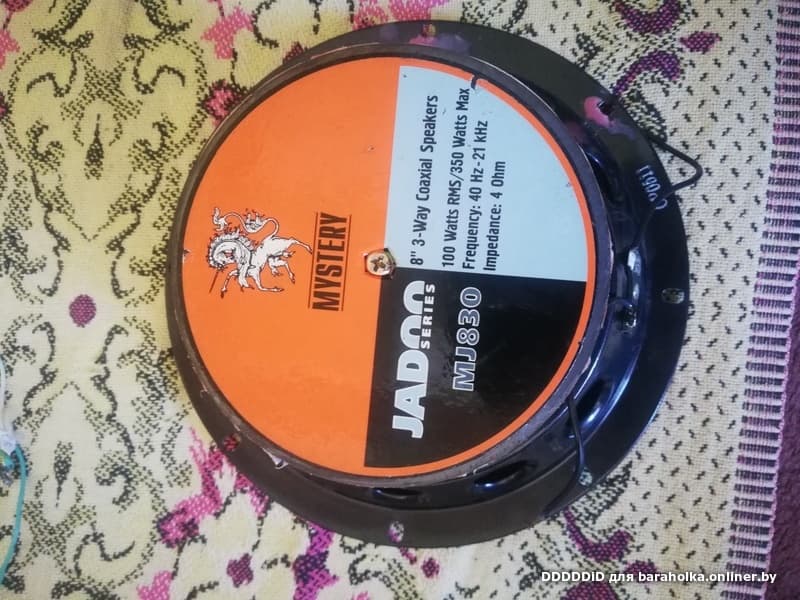 MYSTERY
8" 3-Way Coaxial Speakers
100 Watts RMS/350 Watts Max
Frequency: 40 Hz-21 kHz
Impedance: 4 Ohm
JADOO
SERIES
MJ830
DDDDDID для baraholka.onliner.by